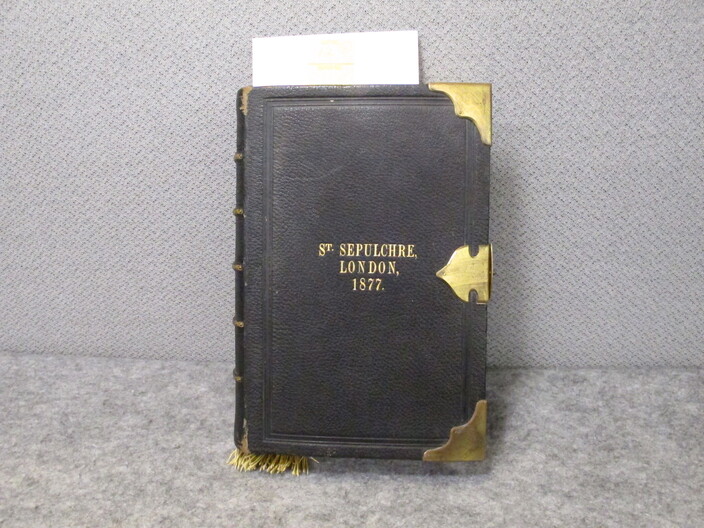 ST. SEPULCHRE,
LONDON,
1877.